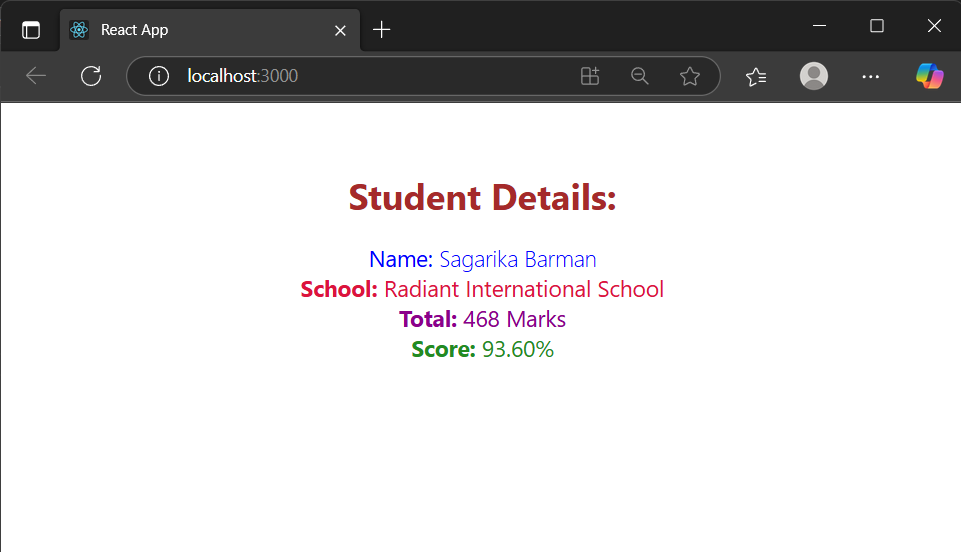 React App
localhost:3000
Student Details:
Name: Sagarika Barman
School: Radiant International School
Total: 468 Marks
Score: 93.60%